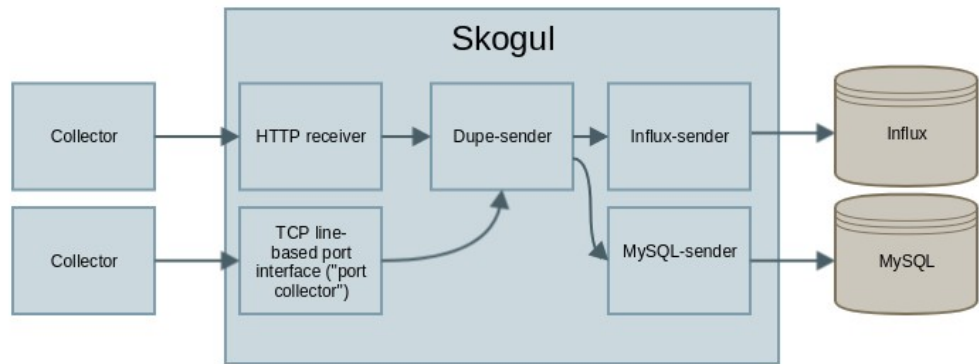 Skogul
Collector
HTTP receiver
Dupe-sender
Influx-sender
Influx
Collector
TCP line-
based port
interface ("port
collector")
MySQL-sender
MySQL